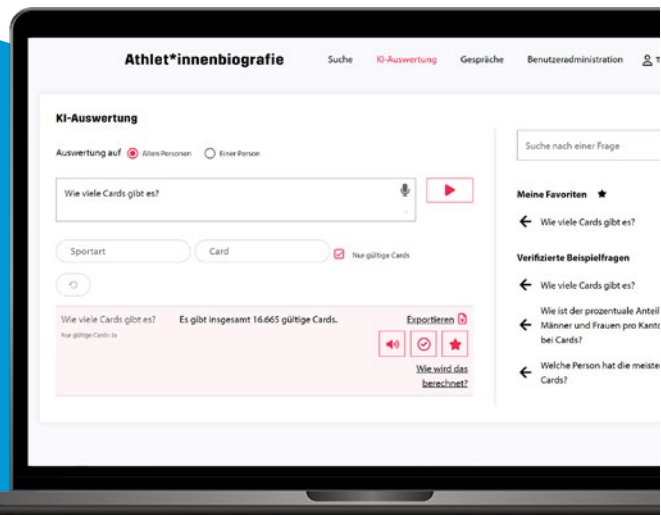 Athlet*innenbiografie
Suche
KI-Auswertung
Gespräche
Benutzeradministration
KI-Auswertung
Auswertung auf
Allen Personen
Einer Person
Wie viele Cards gibt es?
Sportart
Card
Nur gültige Cards
Wie viele Cards gibt es?
Nur gültige Cards: Ja
Es gibt insgesamt 16.665 gültige Cards.
Exportieren
Wie wird das
berechnet?
Suche nach einer Frage
Meine Favoriten
Wie viele Cards gibt es?
Verifizierte Beispielfragen
Wie viele Cards gibt es?
Wie ist der prozentuale Anteil
Männer und Frauen pro
bei Cards?
Welche Person hat die
Cards?